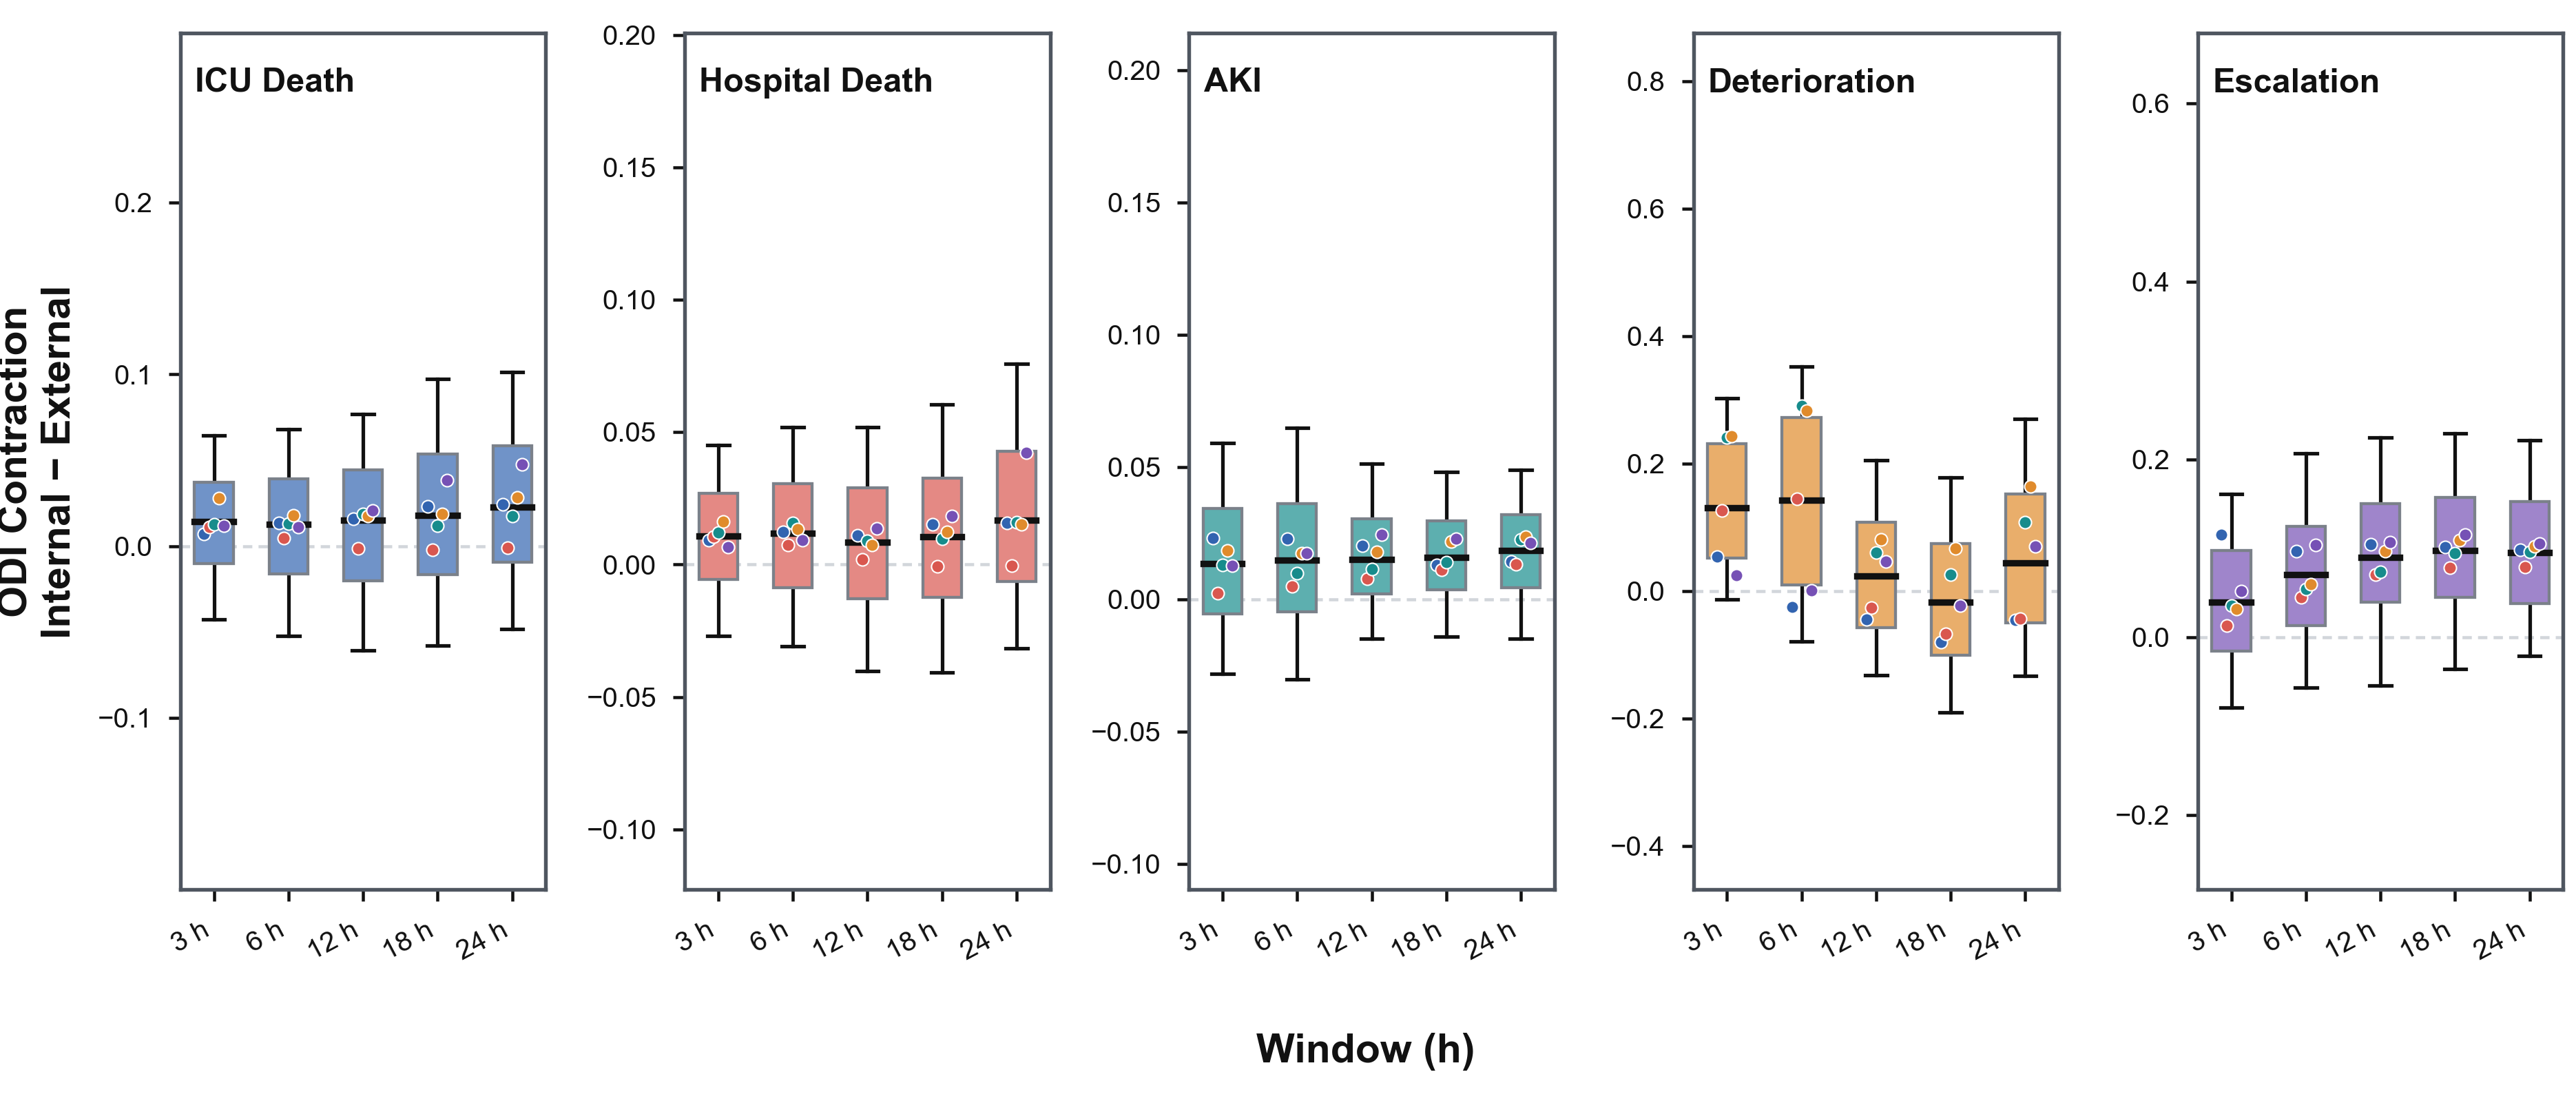 ODI Contraction
Internal – External
ICU Death
0.2
0.1
0.0
−0.1
3 h
6 h
12 h
18 h
24 h
Hospital Death
0.20
0.15
0.10
0.05
0.00
−0.05
−0.10
3 h
6 h
12 h
18 h
24 h
AKI
0.20
0.15
0.10
0.05
0.00
−0.05
−0.10
3 h
6 h
12 h
18 h
24 h
Deterioration
0.8
0.6
0.4
0.2
0.0
−0.2
−0.4
3 h
6 h
12 h
18 h
24 h
Escalation
0.6
0.4
0.2
0.0
−0.2
3 h
6 h
12 h
18 h
24 h
Window (h)